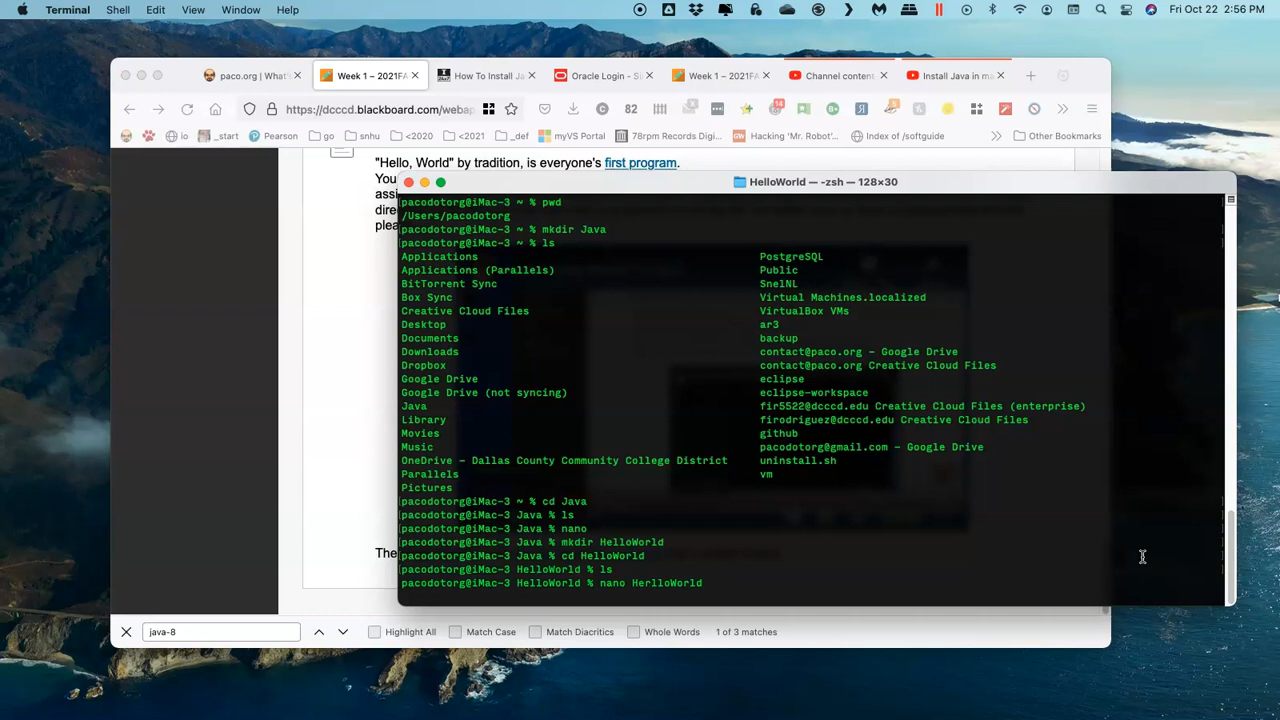 Terminal Shell Edit View Window Help Fri Oct 22 2:56 PM
paco.org | What's Week 1 – 2021FA How To Install Ja Oracle Login - Si Week 1 – 2021FA Channel content Install Java in ma
https://dcccd.blackboard.com/webap 82 14 5
io _start Pearson go snhu <2020 <2021 _def myVS Portal 78rpm Records Digi... Hacking 'Mr. Robot'... Index of /softguide Other Bookmarks
"Hello, World" by tradition, is everyone's first program.
You
assi
dire
plea
The
HelloWorld — -zsh — 128×30
pacodotorg@iMac-3 ~ % pwd
/Users/pacodotorg
pacodotorg@iMac-3 ~ % mkdir Java
pacodotorg@iMac-3 ~ % ls
Applications PostgreSQL
Applications (Parallels) Public
BitTorrent Sync SnelNL
Box Sync Virtual Machines.localized
Creative Cloud Files VirtualBox VMs
Desktop ar3
Documents backup
Downloads contact@paco.org - Google Drive
Dropbox contact@paco.org Creative Cloud Files
Google Drive eclipse
Google Drive (not syncing) eclipse-workspace
Java fir5522@dcccd.edu Creative Cloud Files (enterprise)
Library firodriguez@dcccd.edu Creative Cloud Files
Movies github
Music pacodotorg@gmail.com - Google Drive
OneDrive - Dallas County Community College District uninstall.sh
Parallels vm
Pictures
pacodotorg@iMac-3 ~ % cd Java
pacodotorg@iMac-3 Java % ls
pacodotorg@iMac-3 Java % nano
pacodotorg@iMac-3 Java % mkdir HelloWorld
pacodotorg@iMac-3 Java % cd HelloWorld
pacodotorg@iMac-3 HelloWorld % ls
pacodotorg@iMac-3 HelloWorld % nano HerlloWorld
java-8 Highlight All Match Case Match Diacritics Whole Words 1 of 3 matches